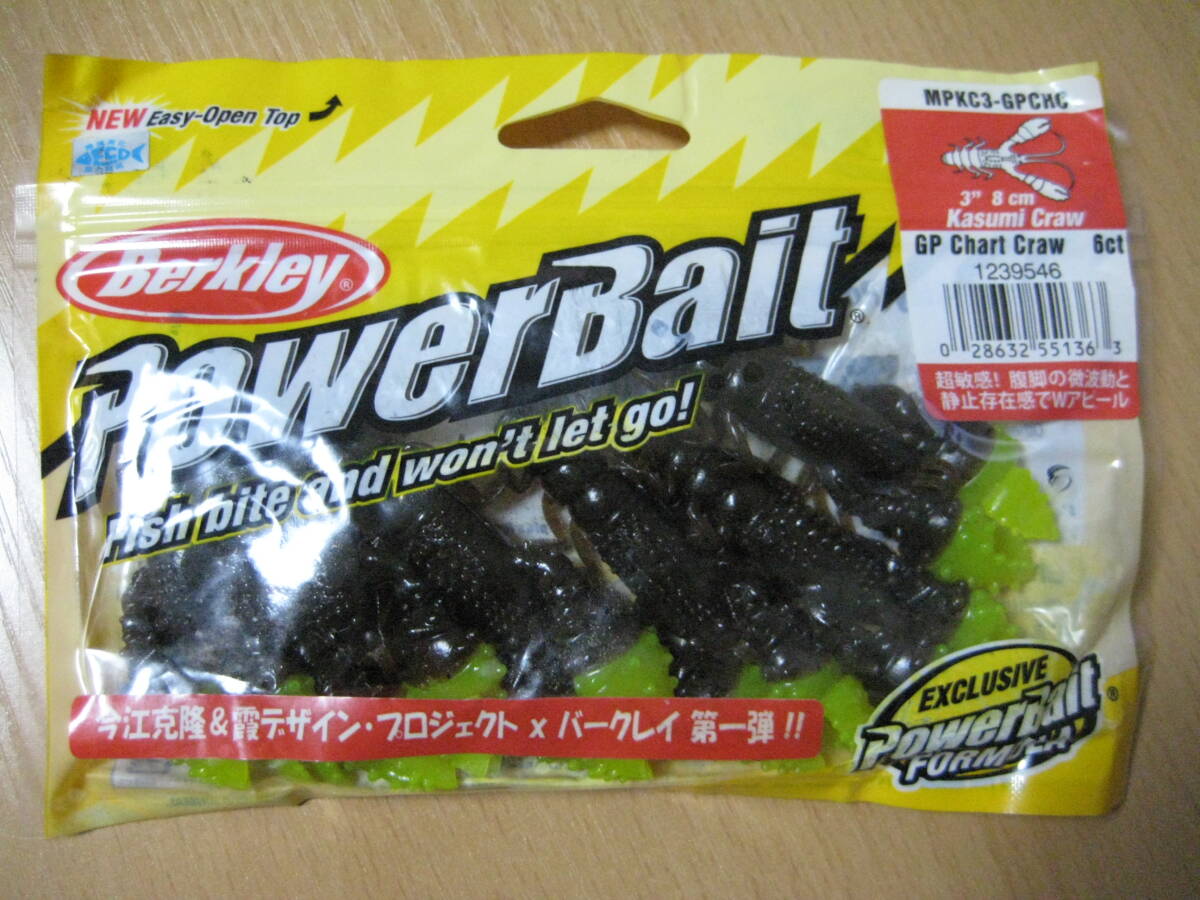 NEW Easy-Open Top
ECO
Berkley®
PowerBait®
Fish bite and won't let go!
MPKC3-GPCHC
3” 8 cm
Kasumi Craw
GP Chart Craw 6ct
1239546
0 28632 55136 3
超敏感! 腹脚の微波動と
静止存在感でWアピール
今江克隆&霞デザイン・プロジェクト x バークレイ 第一弾!!
EXCLUSIVE
PowerBait®
FORMULA